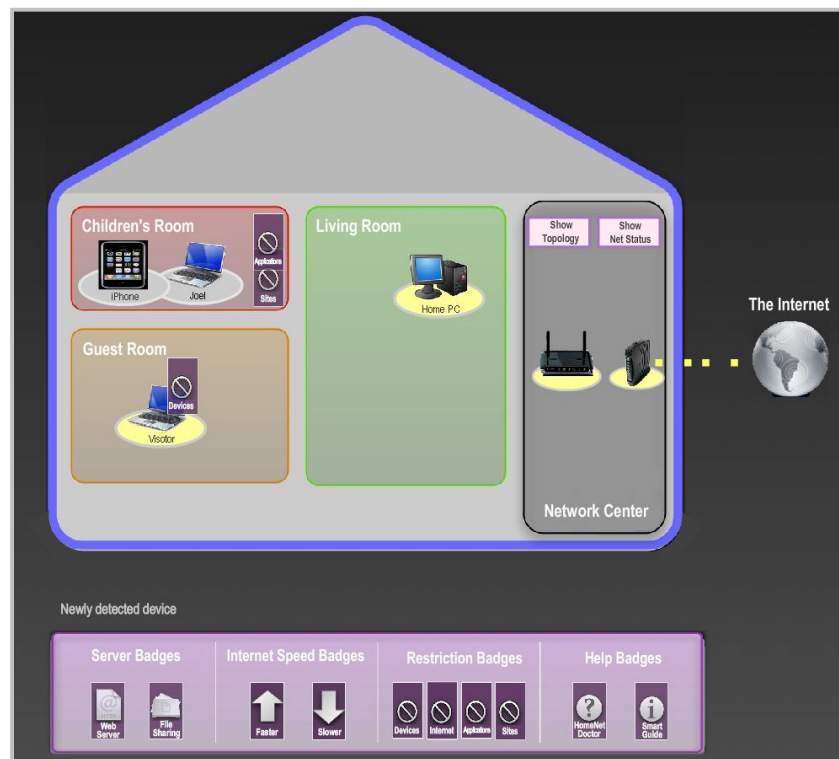 Children's Room
iPhone
Joel
Applications
Sites
Living Room
Home PC
Show
Topology
Show
Net Status
The Internet
Guest Room
Devices
Visotor
Network Center
Newly detected device
Server Badges
Internet Speed Badges
Restriction Badges
Help Badges
Web
Server
File
Sharing
Faster
Slower
Devices
Internet
Applications
Sites
HomeNet
Doctor
Smart
Guide